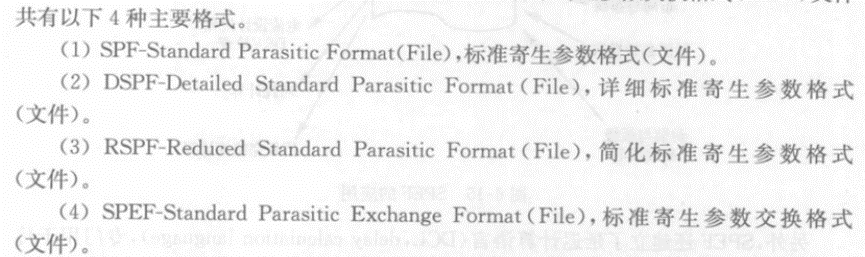 共有以下4种主要格式。
(1) SPF-Standard Parasitic Format(File),标准寄生参数格式(文件)。
(2) DSPF-Detailed Standard Parasitic Format (File),详细标准寄生参数格式
(文件)。
(3) RSPF-Reduced Standard Parasitic Format (File),简化标准寄生参数格式
(文件)。
(4) SPEF-Standard Parasitic Exchange Format (File),标准寄生参数交换格式
(文件)。